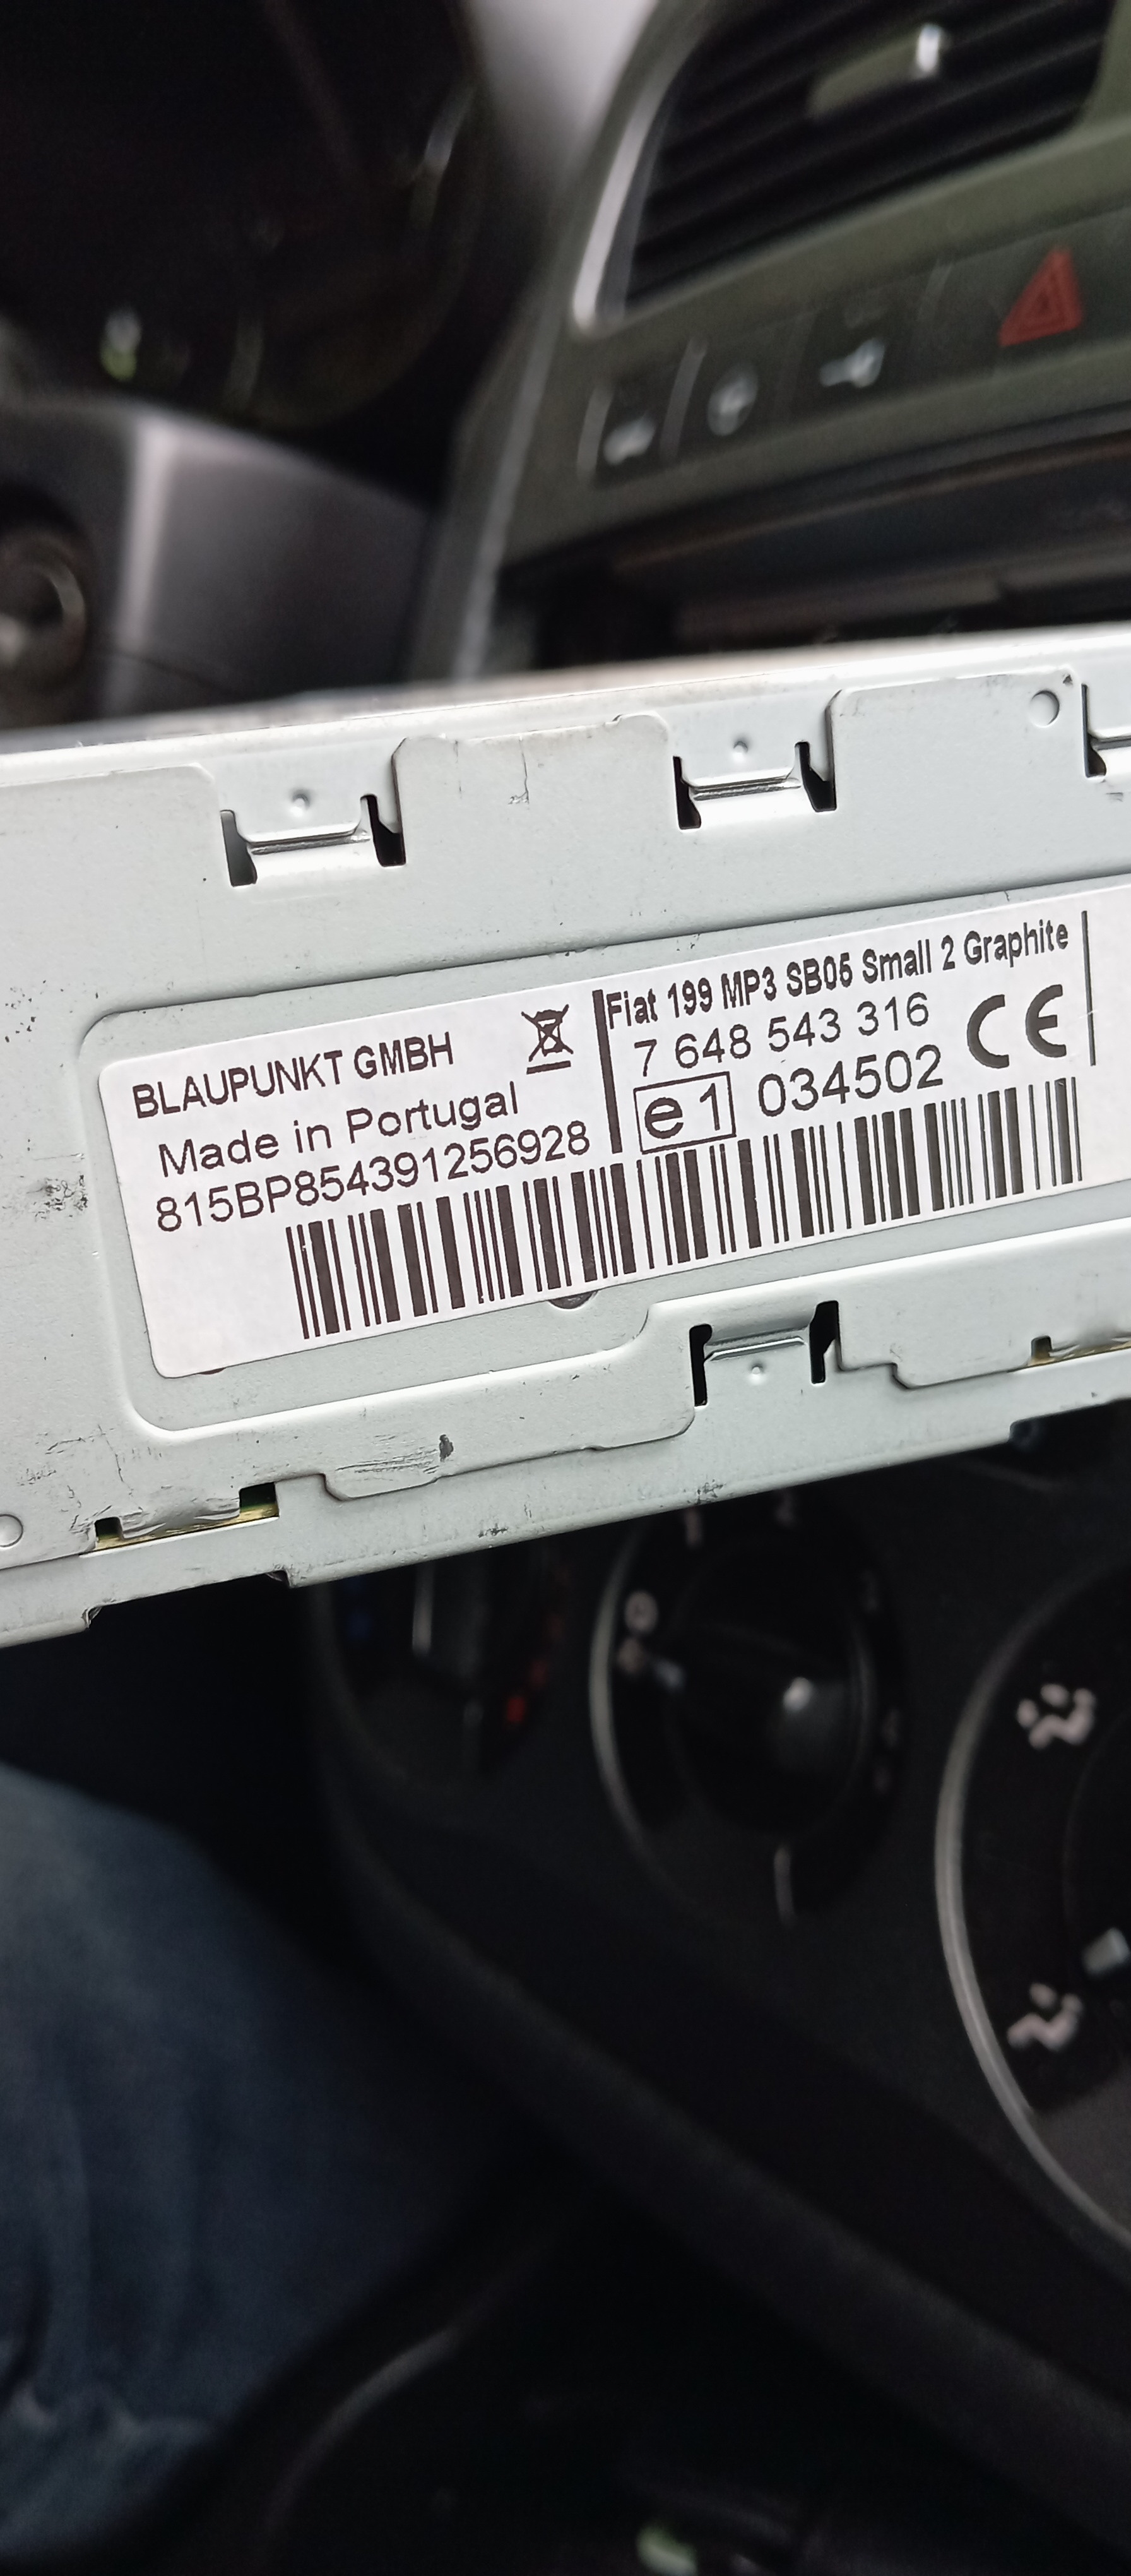 BLAUPUNKT GMBH
Made in Portugal
815BP854391256928
Fiat 199 MP3 SB05 Small 2 Graphite
7 648 543 316
e1 034502 CE